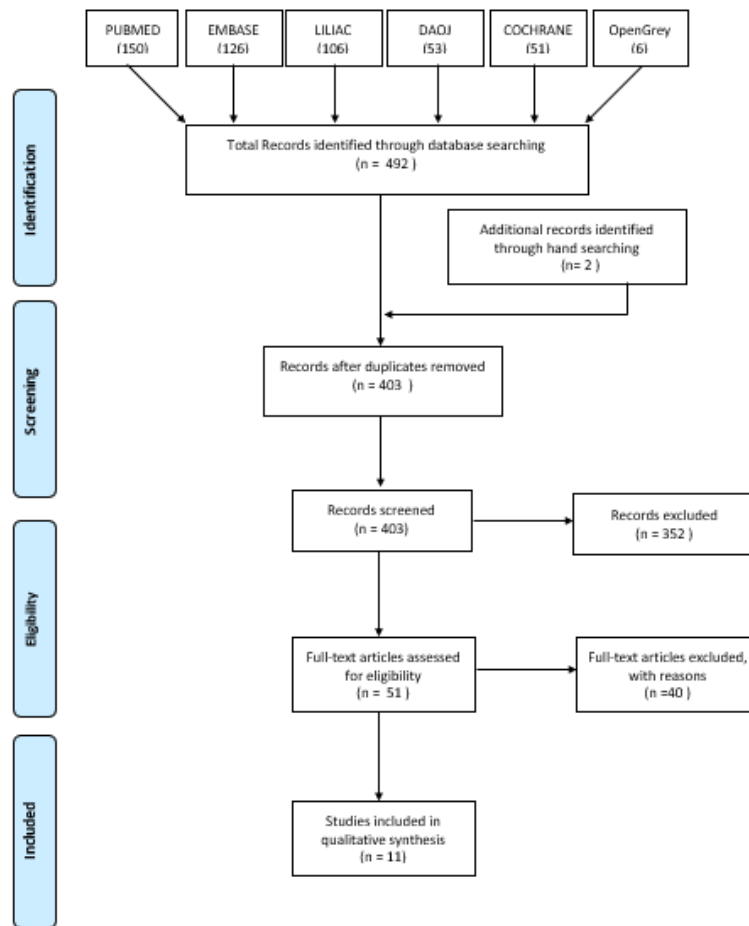 PUBMED
(150)
EMBASE
(126)
LILIAC
(106)
DAOJ
(53)
COCHRANE
(51)
OpenGrey
(6)
Identification
Total Records identified through database searching
(n = 492 )
Additional records identified
through hand searching
(n= 2 )
Screening
Records after duplicates removed
(n = 403 )
Records screened
(n = 403)
Records excluded
(n = 352 )
Eligibility
Full-text articles assessed
for eligibility
(n = 51 )
Full-text articles excluded,
with reasons
(n =40 )
Included
Studies included in
qualitative synthesis
(n = 11)